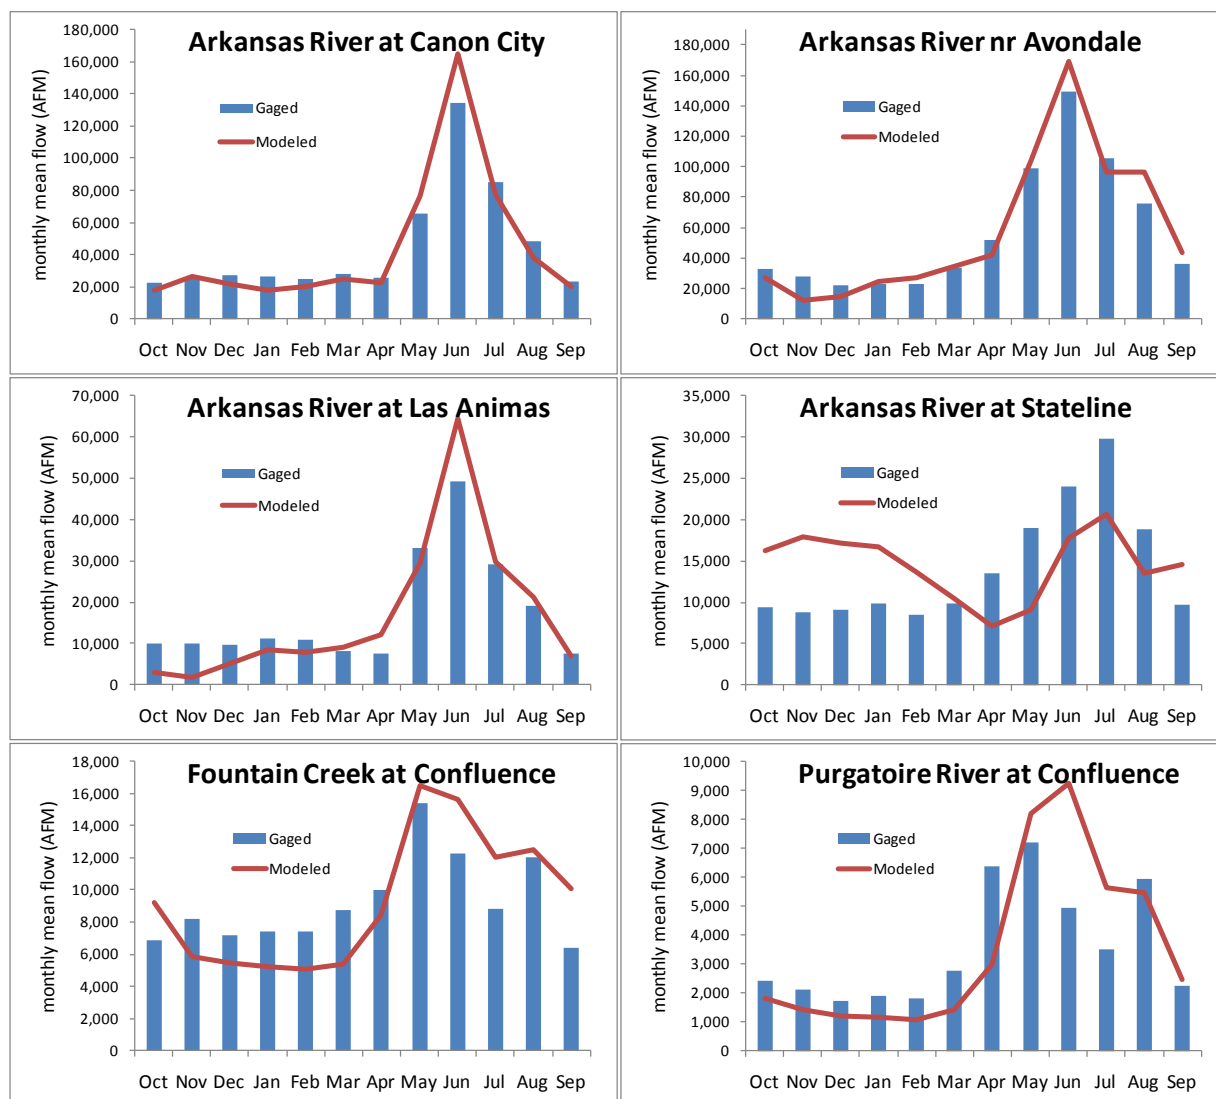 Arkansas River at Canon City
monthly mean flow (AFM)
180,000
160,000
140,000
120,000
100,000
80,000
60,000
40,000
20,000
0
Gaged
Modeled
Oct Nov Dec Jan Feb Mar Apr May Jun Jul Aug Sep
Arkansas River nr Avondale
monthly mean flow (AFM)
180,000
160,000
140,000
120,000
100,000
80,000
60,000
40,000
20,000
0
Gaged
Modeled
Oct Nov Dec Jan Feb Mar Apr May Jun Jul Aug Sep
Arkansas River at Las Animas
monthly mean flow (AFM)
70,000
60,000
50,000
40,000
30,000
20,000
10,000
0
Gaged
Modeled
Oct Nov Dec Jan Feb Mar Apr May Jun Jul Aug Sep
Arkansas River at Stateline
monthly mean flow (AFM)
35,000
30,000
25,000
20,000
15,000
10,000
5,000
0
Gaged
Modeled
Oct Nov Dec Jan Feb Mar Apr May Jun Jul Aug Sep
Fountain Creek at Confluence
monthly mean flow (AFM)
18,000
16,000
14,000
12,000
10,000
8,000
6,000
4,000
2,000
0
Gaged
Modeled
Oct Nov Dec Jan Feb Mar Apr May Jun Jul Aug Sep
Purgatoire River at Confluence
monthly mean flow (AFM)
10,000
9,000
8,000
7,000
6,000
5,000
4,000
3,000
2,000
1,000
0
Gaged
Modeled
Oct Nov Dec Jan Feb Mar Apr May Jun Jul Aug Sep